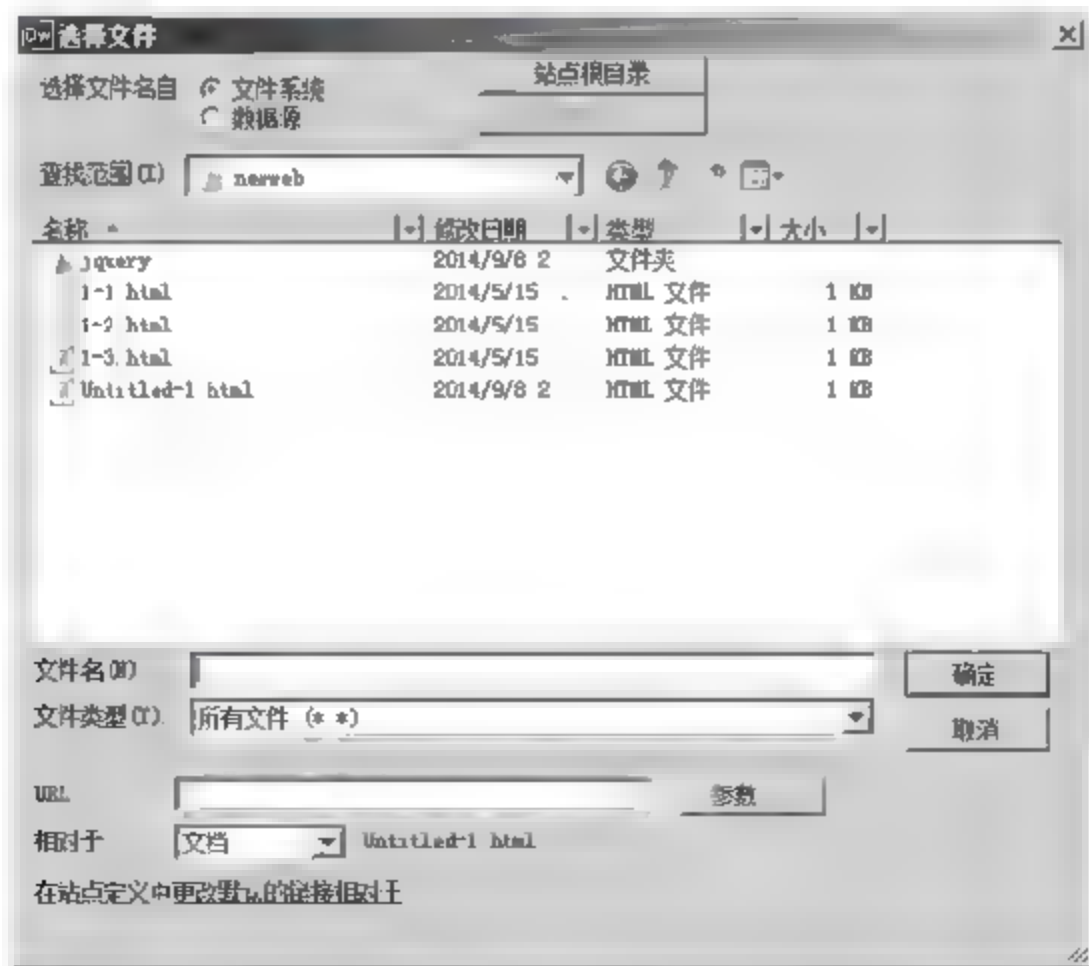 Dw 选择文件
选择文件名自 文件系统 站点根目录
数据源
查找范围(I) newweb
名称 修改日期 类型 大小
jquery 2014/9/8 2 文件夹
1-1 html 2014/5/15 HTML 文件 1 KB
1-2 html 2014/5/15 HTML 文件 1 KB
1-3 html 2014/5/15 HTML 文件 1 KB
Untitled-1 html 2014/9/8 2 HTML 文件 1 KB
文件名(N) 确定
文件类型(T) 所有文件 (* *) 取消
URL 参数
相对于 文档 Untitled-1 html
在站点定义中更改默认的链接相对于